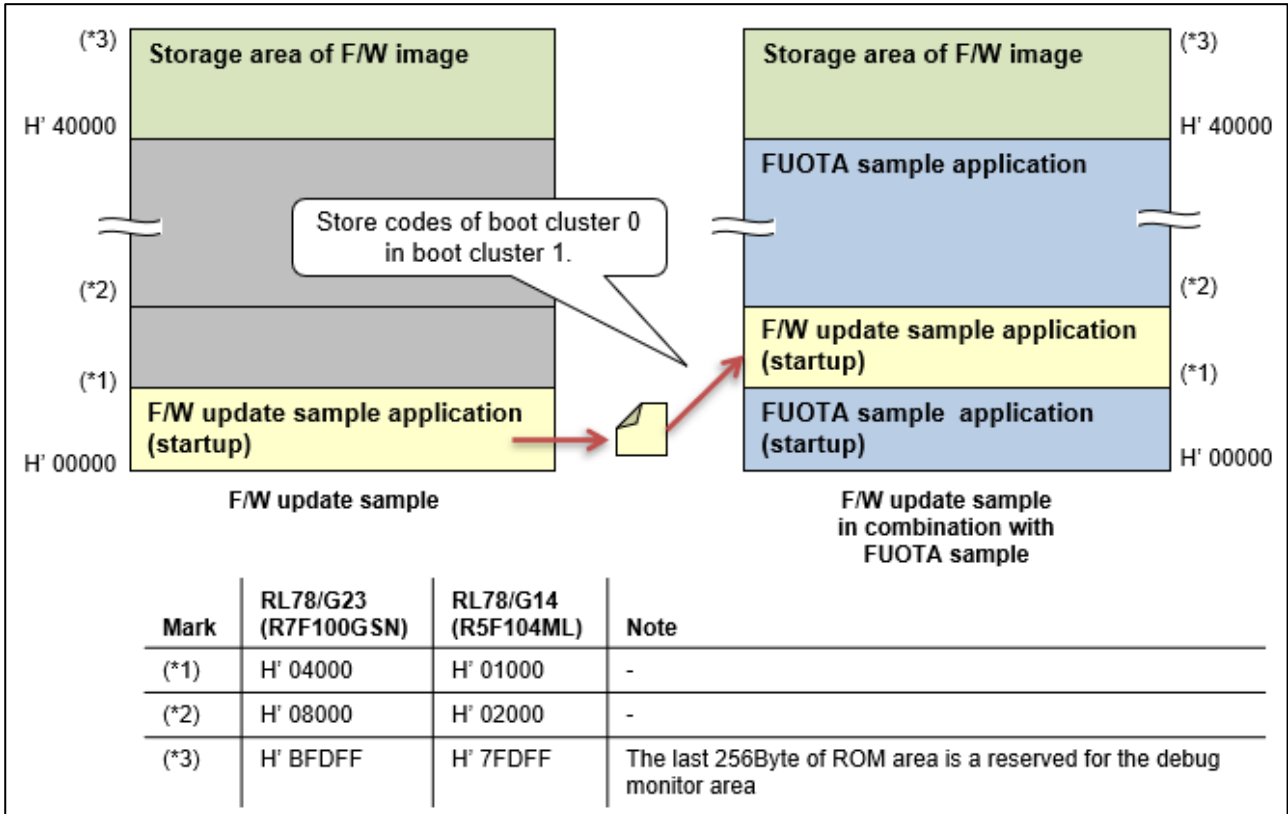 (*3)
Storage area of F/W image
H' 40000
(*2)
(*1)
F/W update sample application
(startup)
H' 00000
F/W update sample
Store codes of boot cluster 0
in boot cluster 1.
Storage area of F/W image
(*3)
H' 40000
FUOTA sample application
(*2)
F/W update sample application
(startup)
(*1)
FUOTA sample  application
(startup)
H' 00000
F/W update sample
in combination with
FUOTA sample
Mark
RL78/G23
(R7F100GSN)
RL78/G14
(R5F104ML)
Note
(*1) H' 04000 H' 01000 -
(*2) H' 08000 H' 02000 -
(*3) H' BFDFF H' 7FDFF The last 256Byte of ROM area is a reserved for the debug
monitor area